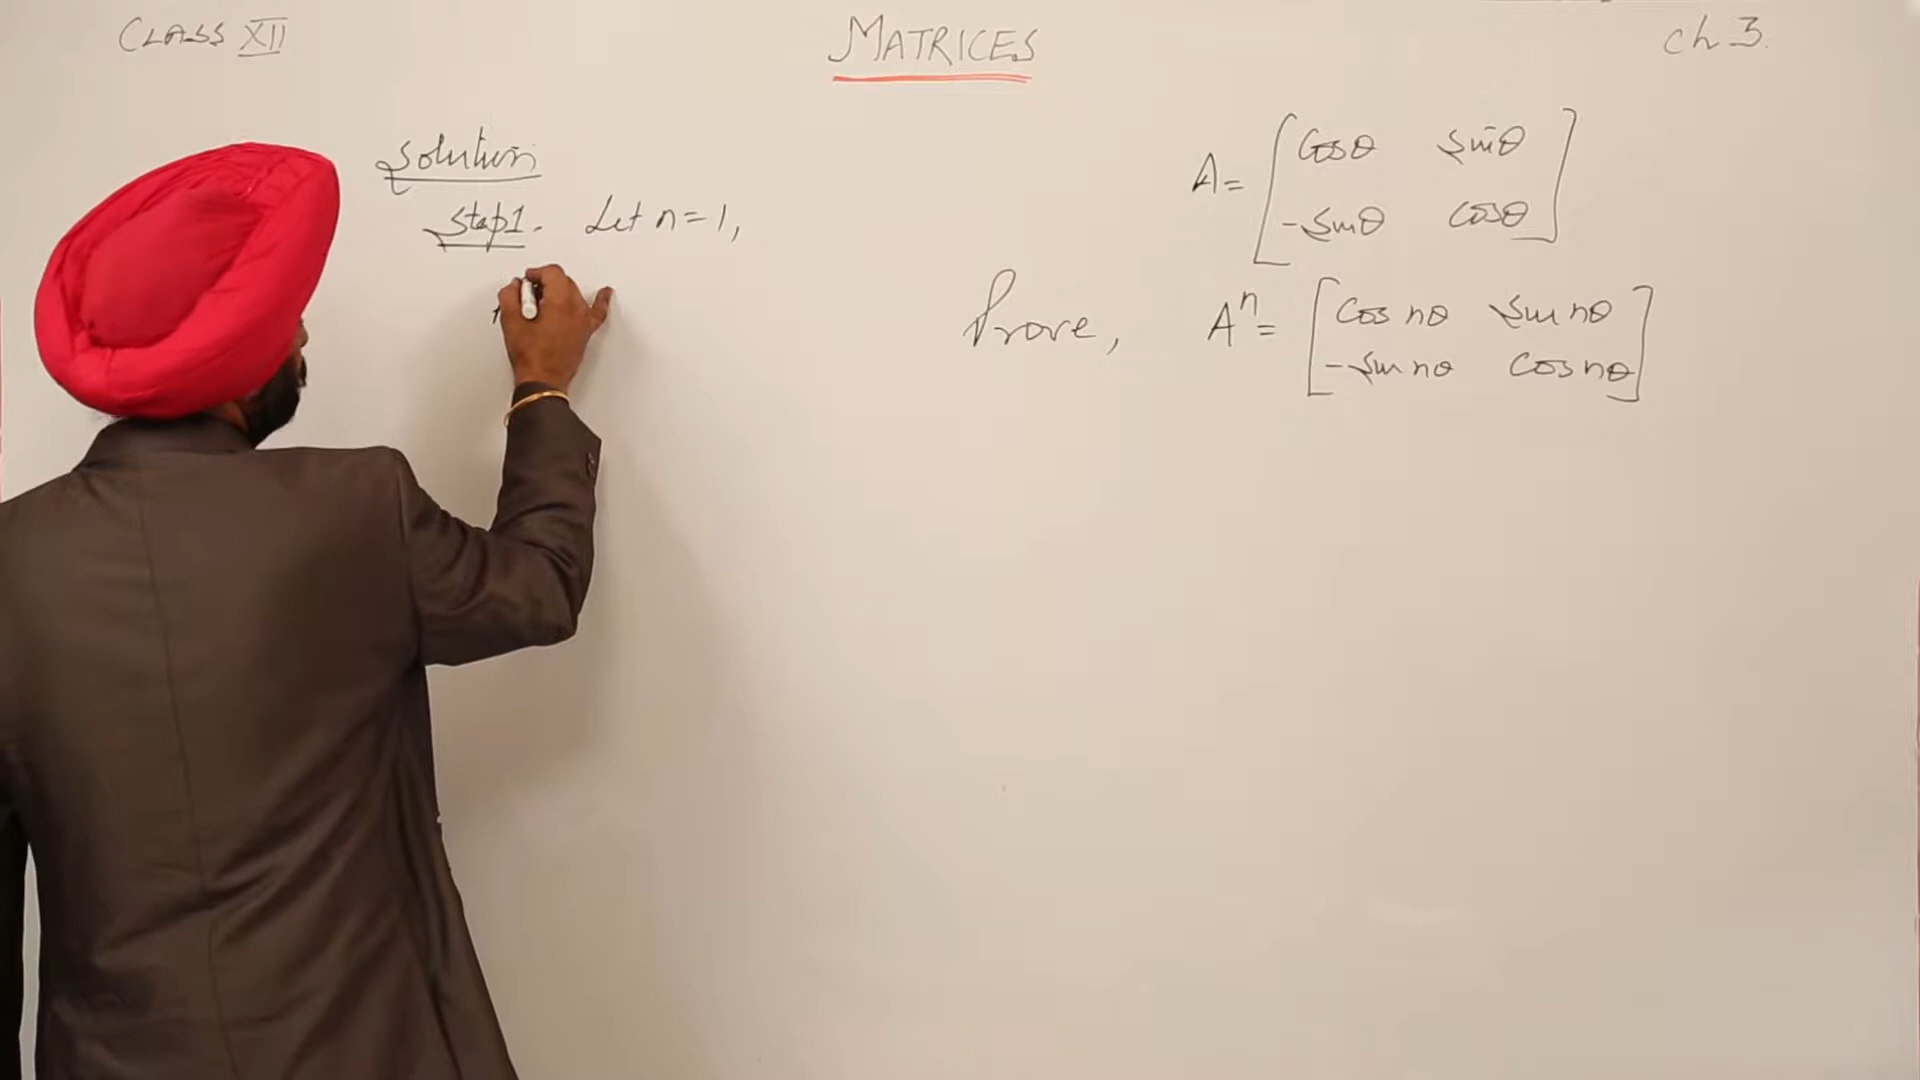 CLASS XII
MATRICES
Ch 3.
Solution
Step 1. Let n = 1,
A = [ Cosθ Sinθ
-Sinθ Cosθ ]
Prove, Aⁿ = [ Cos nθ Sin nθ
-Sin nθ Cos nθ ]